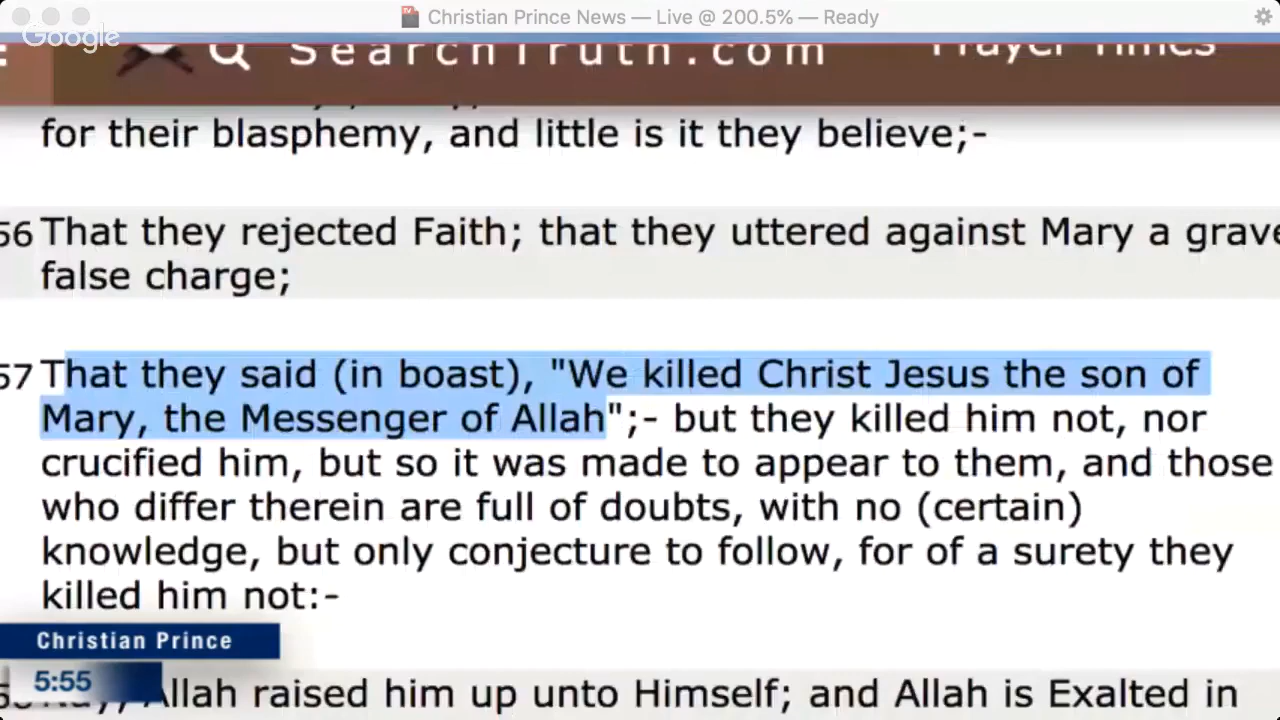 Christian Prince News — Live @ 200.5% — Ready
Google
SearchTruth.com
Prayer Times
for their blasphemy, and little is it they believe;-
56 That they rejected Faith; that they uttered against Mary a grave
false charge;
57 That they said (in boast), "We killed Christ Jesus the son of
Mary, the Messenger of Allah";- but they killed him not, nor
crucified him, but so it was made to appear to them, and those
who differ therein are full of doubts, with no (certain)
knowledge, but only conjecture to follow, for of a surety they
killed him not:-
Christian Prince
5:55
Allah raised him up unto Himself; and Allah is Exalted in